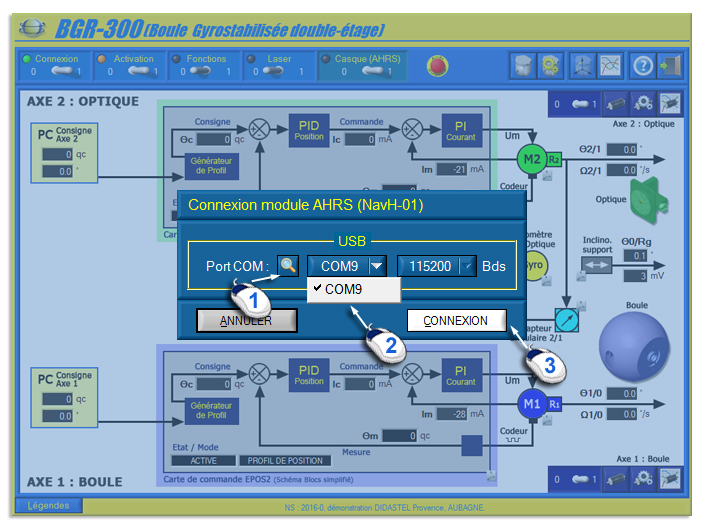 BGR-300 (Boule Gyrostabilisée double-étage)
Connexion Activation Fonctions Laser Casque (AHRS)
0 1 0 1 0 1 0 1 0 1
AXE 2 : OPTIQUE
0 1
Axe 2 : Optique
PC Consigne
Axe 2
0 qc
0.0 °
Consigne
Θc 0 qc
Générateur
de Profil
PID
Position
Commande
Ic 0 mA
PI
Courant
Im -21 mA
Um
M2 R2
Codeur
Θ2/1 0.0 °
Ω2/1 0.0 °/s
Optique
Inclino.
support
Θ0/Rg
0.1 °
3 mV
Gyro
Boule
Connexion module AHRS (NavH-01)
USB
Port COM : COM9 115200 Bds
COM9
ANNULER CONNEXION
1
2
3
PC Consigne
Axe 1
0 qc
0.0 °
Consigne
Θc 0 qc
Générateur
de Profil
PID
Position
Commande
Ic 0 mA
PI
Courant
Im -28 mA
Um
M1 R1
Codeur
Θ1/0 0.0 °
Ω1/0 0.0 °/s
Θm 0 qc
Mesure
Etat / Mode
ACTIVE PROFIL DE POSITION
Carte de commande EPOS2 (Schéma Blocs simplifié)
AXE 1 : BOULE
Axe 1 : Boule
0 1
Légendes
NS : 2016-0, démonstration DIDASTEL Provence, AUBAGNE.